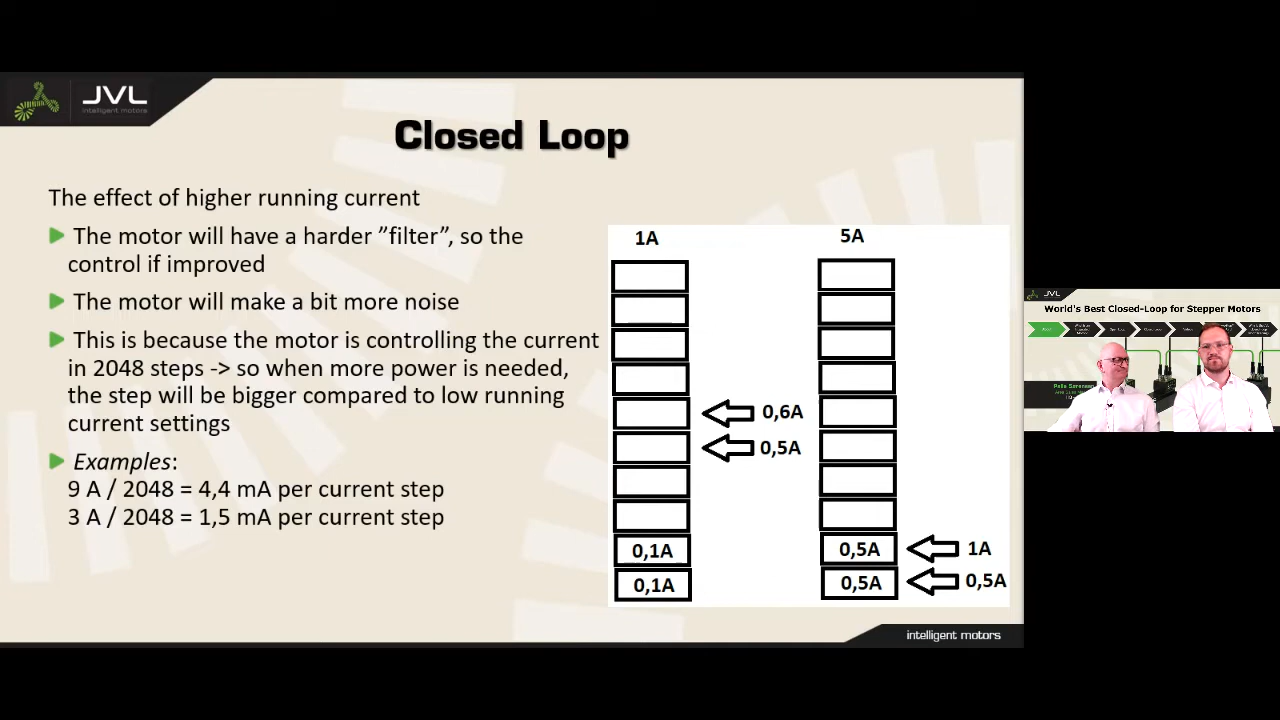 JVL
intelligent motors
Closed Loop
The effect of higher running current
The motor will have a harder ”filter”, so the
control if improved
The motor will make a bit more noise
This is because the motor is controlling the current
in 2048 steps -> so when more power is needed,
the step will be bigger compared to low running
current settings
Examples:
9 A / 2048 = 4,4 mA per current step
3 A / 2048 = 1,5 mA per current step
1A
5A
0,6A
0,5A
0,1A
0,5A
1A
0,1A
0,5A
0,5A
intelligent motors
JVL
World's Best Closed-Loop for Stepper Motors